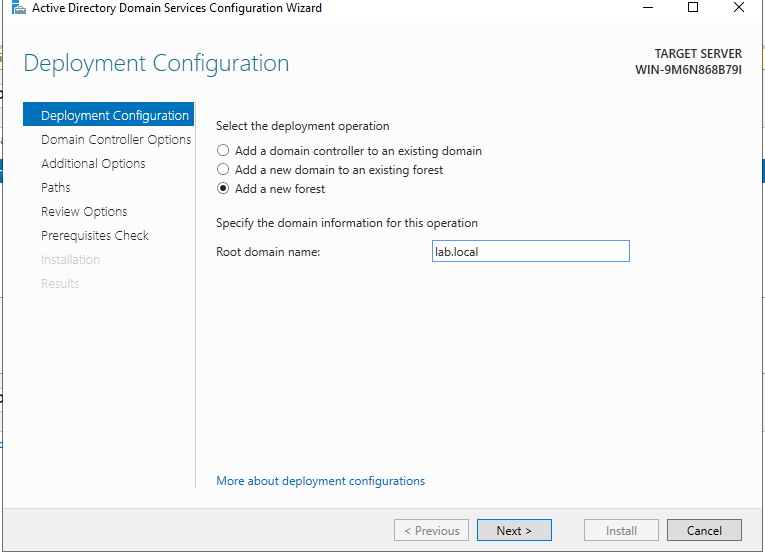 Active Directory Domain Services Configuration Wizard
Deployment Configuration
TARGET SERVER
WIN-9M6N868B79I
Deployment Configuration
Domain Controller Options
Additional Options
Paths
Review Options
Prerequisites Check
Installation
Results
Select the deployment operation
Add a domain controller to an existing domain
Add a new domain to an existing forest
Add a new forest
Specify the domain information for this operation
Root domain name: lab.local
More about deployment configurations
< Previous Next > Install Cancel